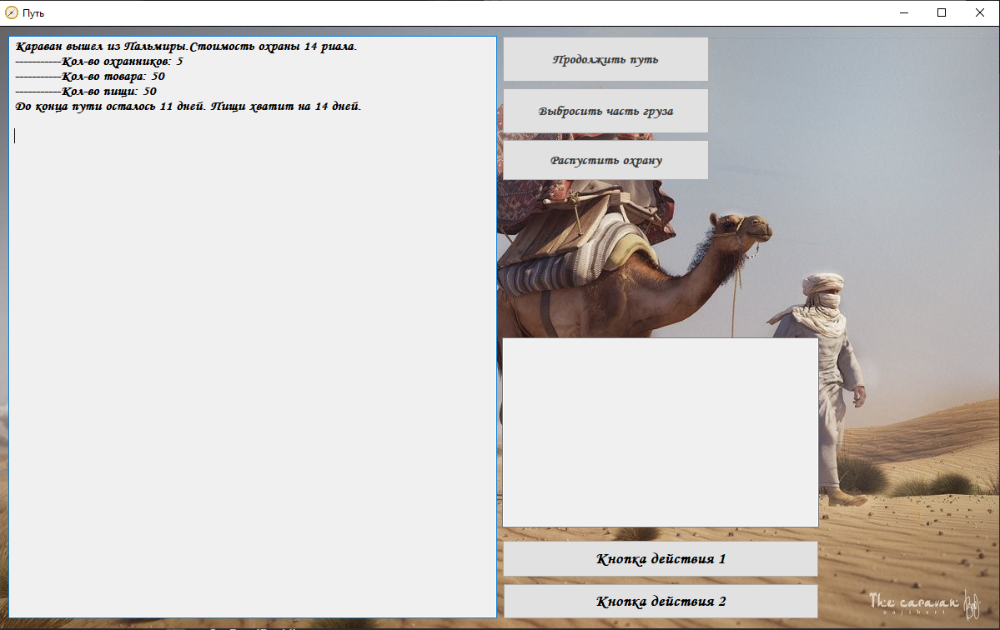 Путь
Караван вышел из Пальмиры.Стоимость охраны 14 риала.
-----------Кол-во охранников: 5
-----------Кол-во товара: 50
-----------Кол-во пищи: 50
До конца пути осталось 11 дней. Пищи хватит на 14 дней.
Продолжить путь
Выбросить часть груза
Распустить охрану
Кнопка действия 1
Кнопка действия 2
The caravan
najibart